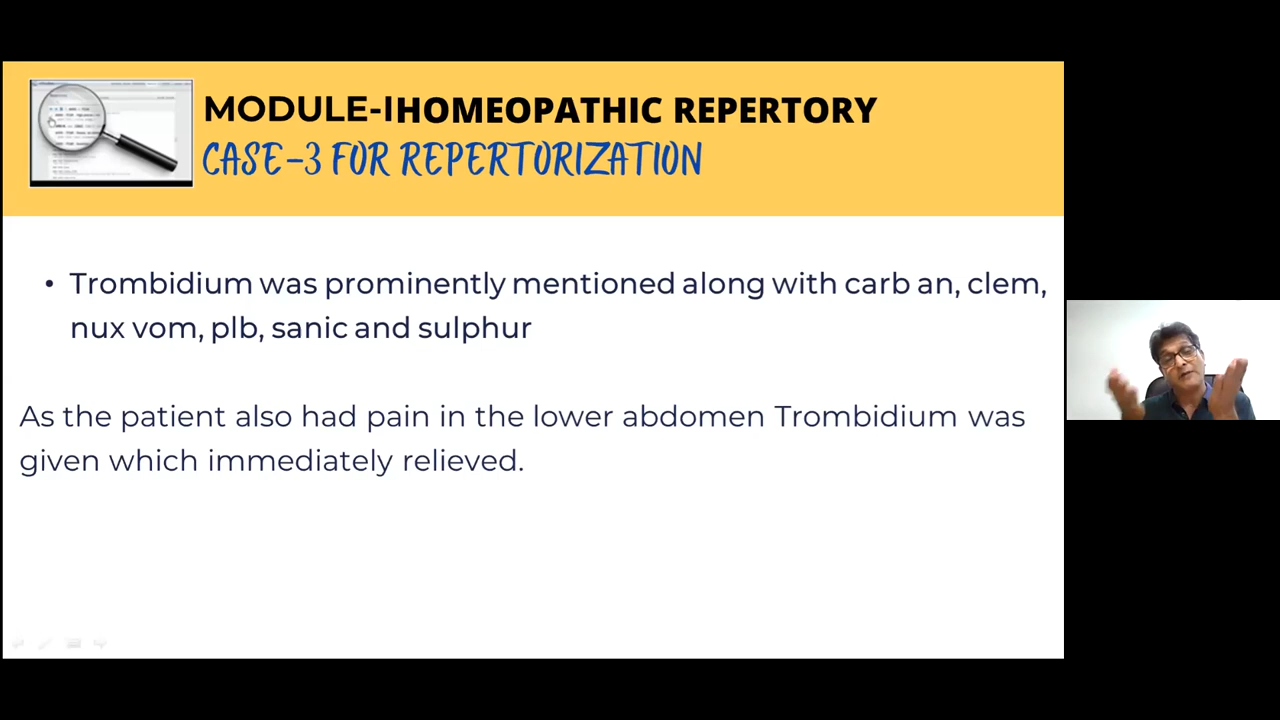 MODULE-IHOMEOPATHIC REPERTORY
CASE-3 FOR REPERTORIZATION
• Trombidium was prominently mentioned along with carb an, clem,
nux vom, plb, sanic and sulphur
As the patient also had pain in the lower abdomen Trombidium was
given which immediately relieved.